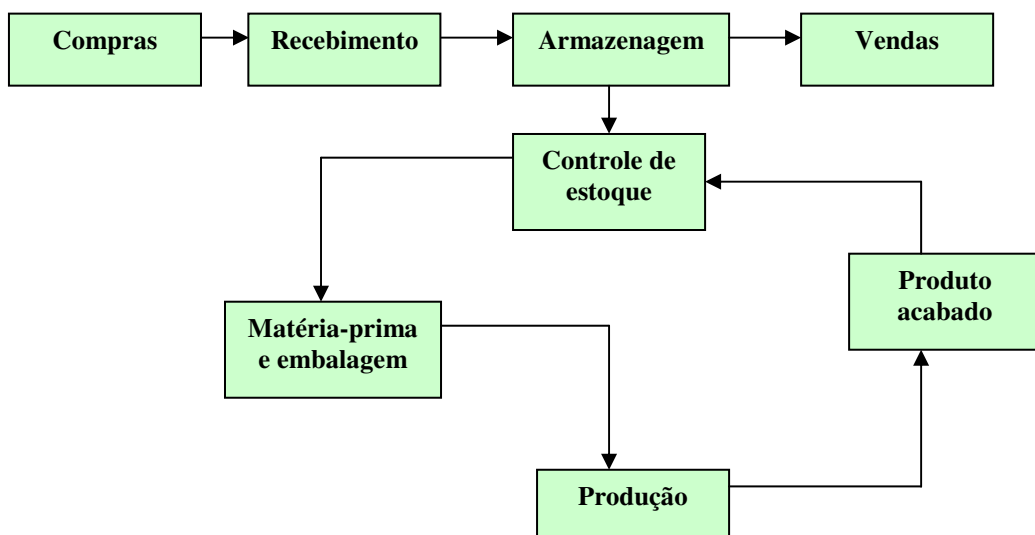 Compras
Recebimento
Armazenagem
Vendas
Controle de
estoque
Produto
acabado
Matéria-prima
e embalagem
Produção